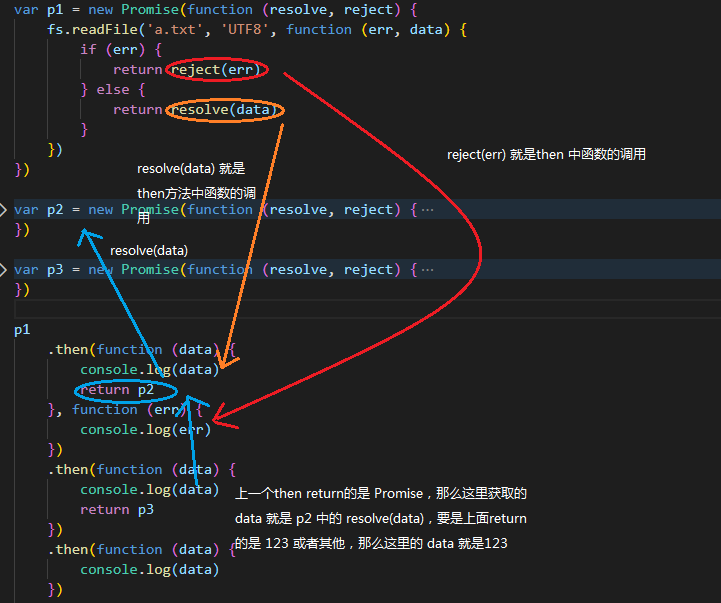 var p1 = new Promise(function (resolve, reject) {
    fs.readFile('a.txt', 'UTF8', function (err, data) {
        if (err) {
            return reject(err)
        } else {
            return resolve(data)
        }
    })
})
reject(err) 就是then 中函数的调用
resolve(data) 就是
then方法中函数的调
用
var p2 = new Promise(function (resolve, reject) {…
})
resolve(data)
var p3 = new Promise(function (resolve, reject) {…
})
p1
    .then(function (data) {
        console.log(data)
        return p2
    }, function (err) {
        console.log(err)
    })
    .then(function (data) {
        console.log(data)
        return p3
    })
    .then(function (data) {
        console.log(data)
    })
上一个then return的是 Promise，那么这里获取的
data 就是 p2 中的 resolve(data)，要是上面return
的是 123 或者其他，那么这里的 data 就是123